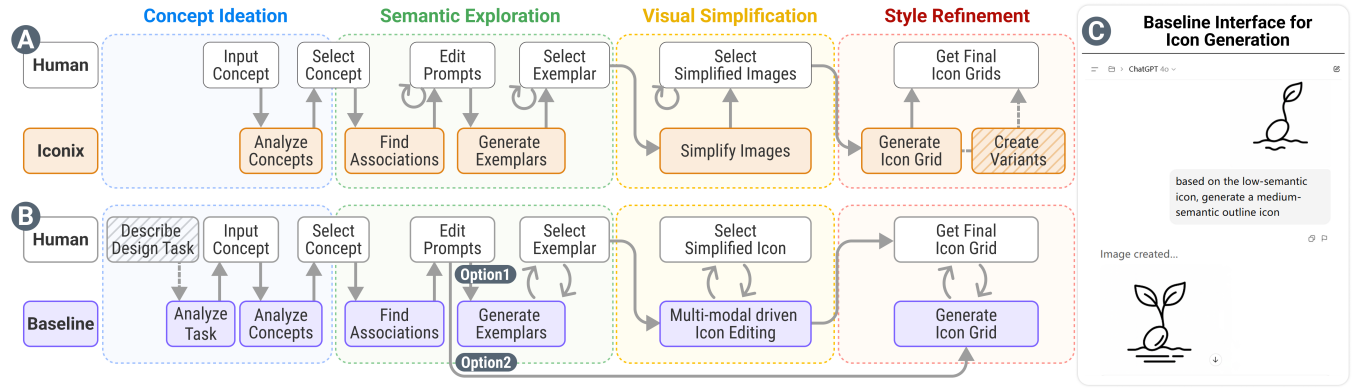 Concept Ideation
Semantic Exploration
Visual Simplification
Style Refinement
A
Human
Input
Concept
Select
Concept
Edit
Prompts
Select
Exemplar
Select
Simplified Images
Get Final
Icon Grids
Iconix
Analyze
Concepts
Find
Associations
Generate
Exemplars
Simplify Images
Generate
Icon Grid
Create
Variants
B
Human
Describe
Design Task
Input
Concept
Select
Concept
Edit
Prompts
Select
Exemplar
Select
Simplified Icon
Get Final
Icon Grid
Option1
Baseline
Analyze
Task
Analyze
Concepts
Find
Associations
Generate
Exemplars
Multi-modal driven
Icon Editing
Generate
Icon Grid
Option2
C
Baseline Interface for
Icon Generation
ChatGPT 4o
based on the low-semantic
icon, generate a medium-
semantic outline icon
Image created...